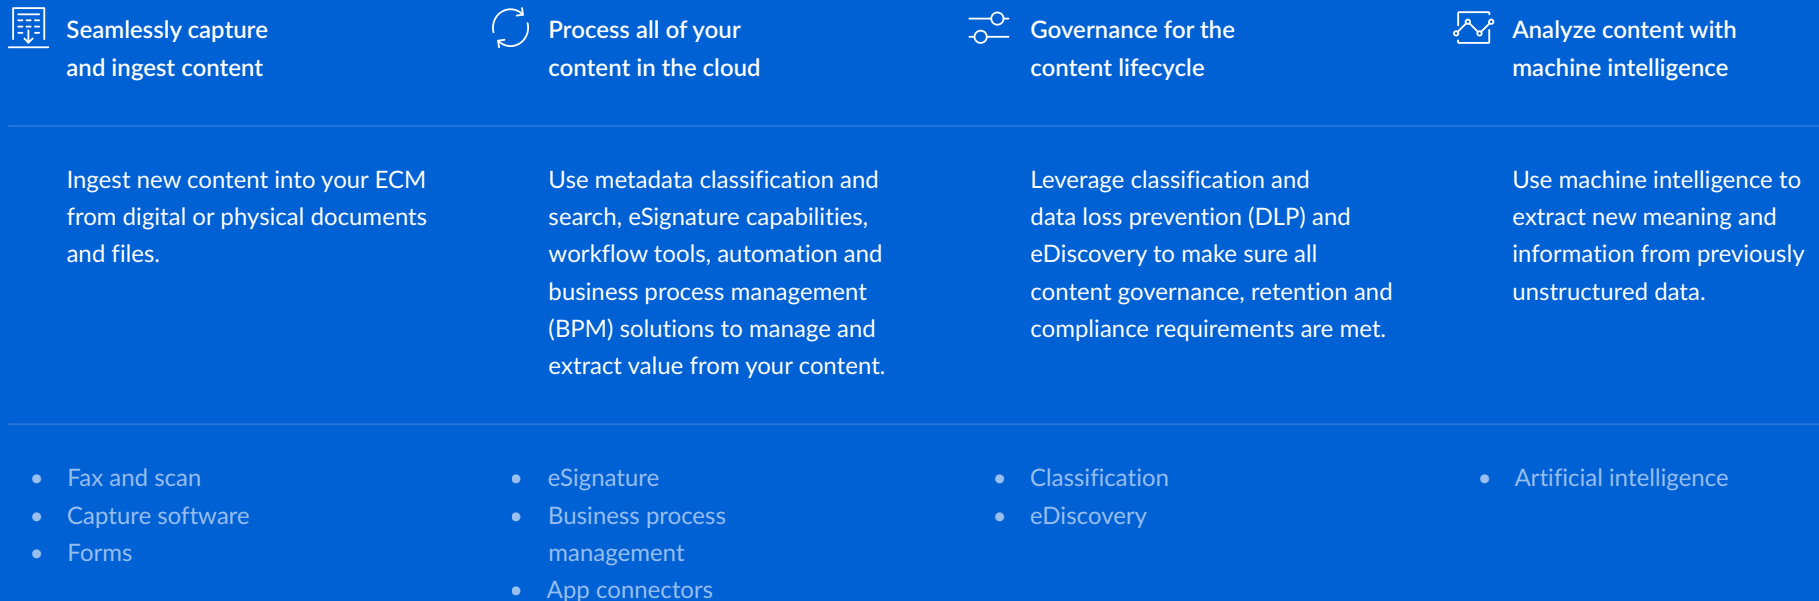 Seamlessly capture
and ingest content
Process all of your
content in the cloud
Governance for the
content lifecycle
Analyze content with
machine intelligence
Ingest new content into your ECM
from digital or physical documents
and files.
Use metadata classification and
search, eSignature capabilities,
workflow tools, automation and
business process management
(BPM) solutions to manage and
extract value from your content.
Leverage classification and
data loss prevention (DLP) and
eDiscovery to make sure all
content governance, retention and
compliance requirements are met.
Use machine intelligence to
extract new meaning and
information from previously
unstructured data.
• Fax and scan
• Capture software
• Forms
• eSignature
• Business process
management
• App connectors
• Classification
• eDiscovery
• Artificial intelligence